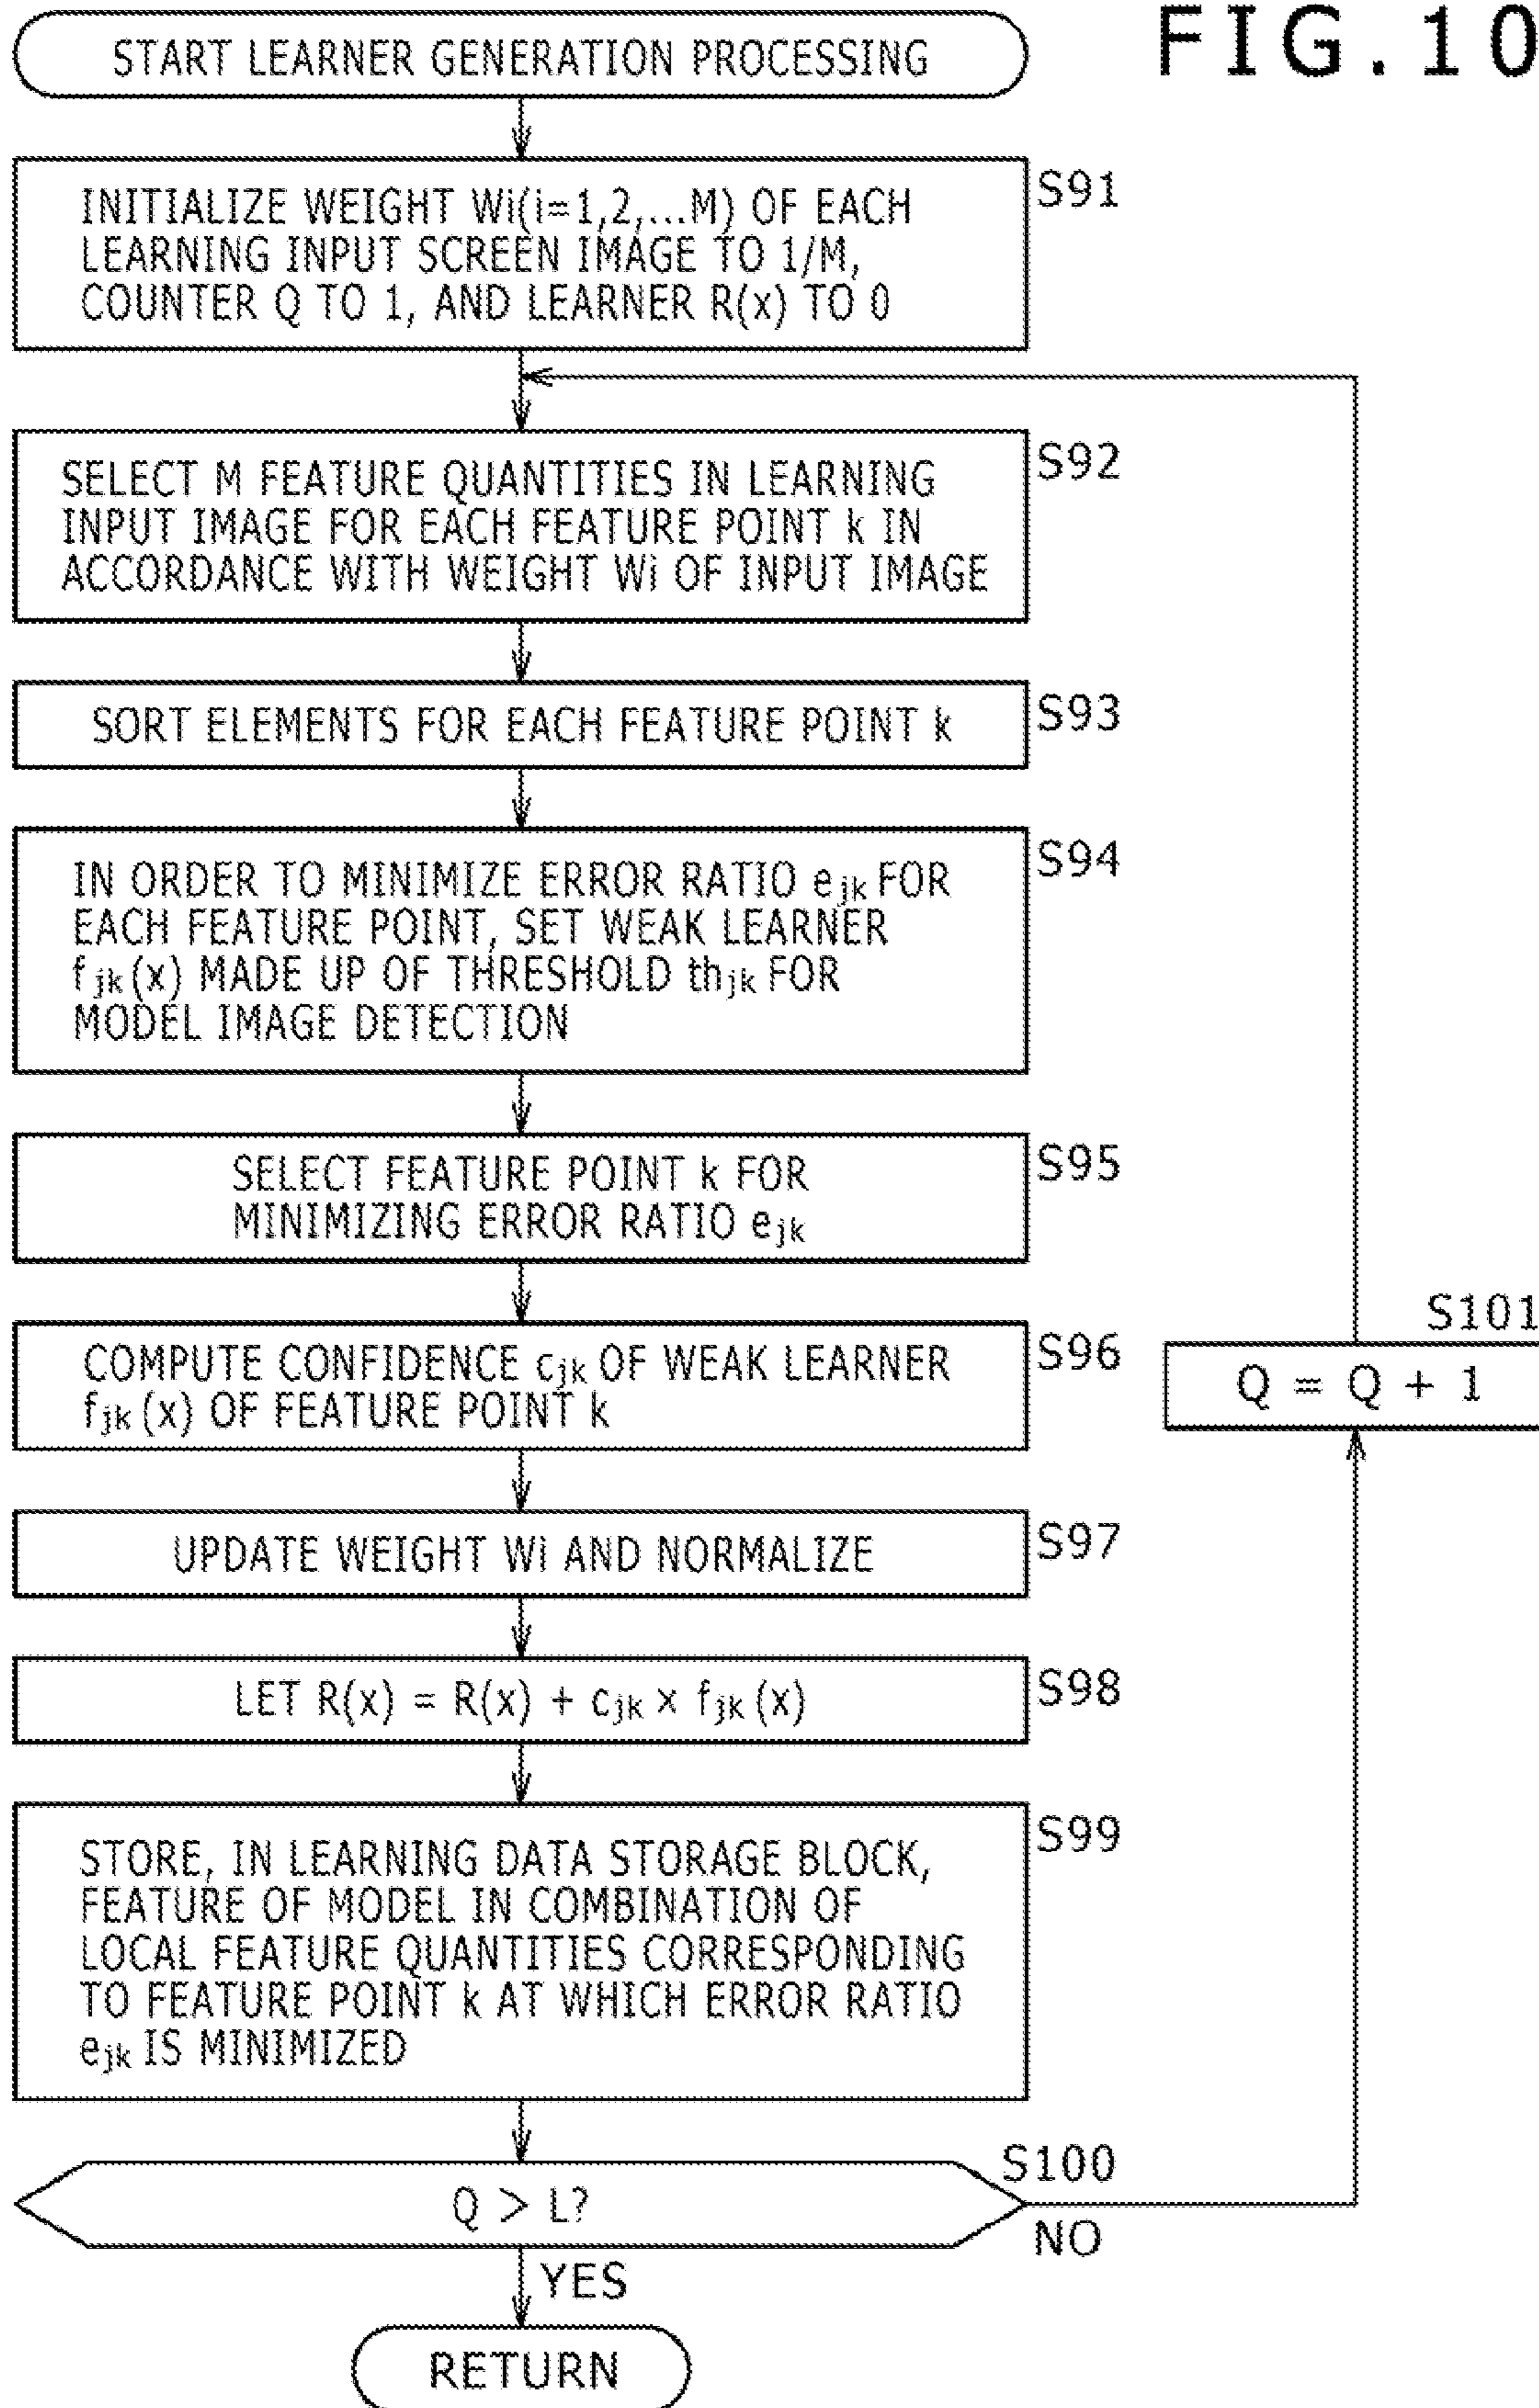 FIG.10
START LEARNER GENERATION PROCESSING
S91
INITIALIZE WEIGHT Wi(i=1,2,...M) OF EACH
LEARNING INPUT SCREEN IMAGE TO 1/M,
COUNTER Q TO 1, AND LEARNER R(x) TO 0
S92
SELECT M FEATURE QUANTITIES IN LEARNING
INPUT IMAGE FOR EACH FEATURE POINT k IN
ACCORDANCE WITH WEIGHT Wi OF INPUT IMAGE
S93
SORT ELEMENTS FOR EACH FEATURE POINT k
S94
IN ORDER TO MINIMIZE ERROR RATIO ejk FOR
EACH FEATURE POINT, SET WEAK LEARNER
fjk(x) MADE UP OF THRESHOLD thjk FOR
MODEL IMAGE DETECTION
S95
SELECT FEATURE POINT k FOR
MINIMIZING ERROR RATIO ejk
S96
COMPUTE CONFIDENCE cjk OF WEAK LEARNER
fjk(x) OF FEATURE POINT k
S97
UPDATE WEIGHT Wi AND NORMALIZE
S98
LET R(x) = R(x) + cjk × fjk(x)
S99
STORE, IN LEARNING DATA STORAGE BLOCK,
FEATURE OF MODEL IN COMBINATION OF
LOCAL FEATURE QUANTITIES CORRESPONDING
TO FEATURE POINT k AT WHICH ERROR RATIO
ejk IS MINIMIZED
S100
Q > L?
NO
S101
Q = Q + 1
YES
RETURN